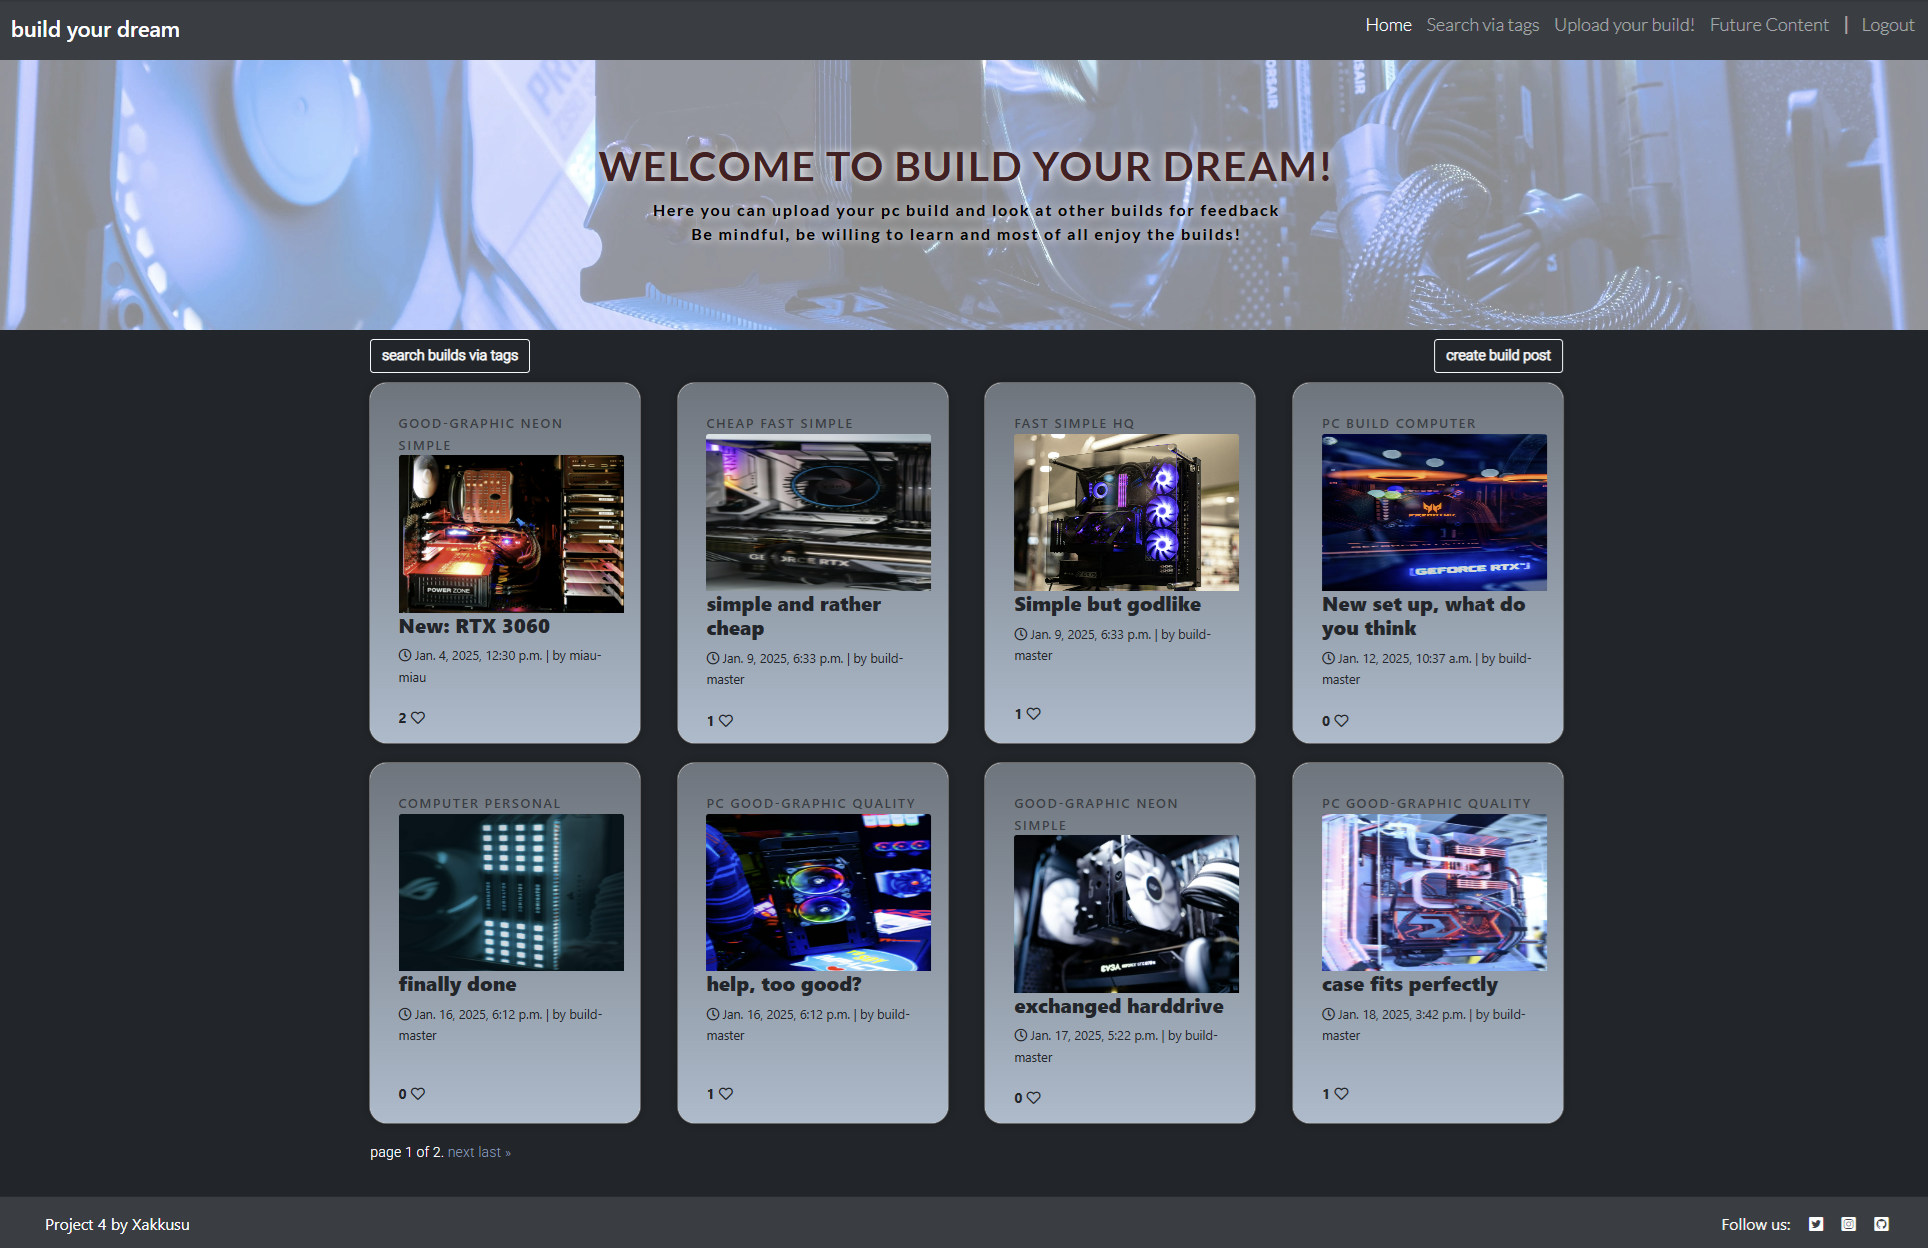 build your dream
Home Search via tags Upload your build! Future Content | Logout
PRIME
CORSAIR
CORSAIR
WELCOME TO BUILD YOUR DREAM!
Here you can upload your pc build and look at other builds for feedback
Be mindful, be willing to learn and most of all enjoy the builds!
search builds via tags
create build post
GOOD-GRAPHIC NEON
SIMPLE
POWER ZONE
New: RTX 3060
Jan. 4, 2025, 12:30 p.m. | by miau-
miau
2
CHEAP FAST SIMPLE
GEFORCE RTX
simple and rather
cheap
Jan. 9, 2025, 6:33 p.m. | by build-
master
1
FAST SIMPLE HQ
Simple but godlike
Jan. 9, 2025, 6:33 p.m. | by build-
master
1
PC BUILD COMPUTER
PREDATOR
GEFORCE RTX™
New set up, what do
you think
Jan. 12, 2025, 10:37 a.m. | by build-
master
0
COMPUTER PERSONAL
finally done
Jan. 16, 2025, 6:12 p.m. | by build-
master
0
PC GOOD-GRAPHIC QUALITY
help, too good?
Jan. 16, 2025, 6:12 p.m. | by build-
master
1
GOOD-GRAPHIC NEON
SIMPLE
EVGA
exchanged harddrive
Jan. 17, 2025, 5:22 p.m. | by build-
master
0
PC GOOD-GRAPHIC QUALITY
case fits perfectly
Jan. 18, 2025, 3:42 p.m. | by build-
master
1
page 1 of 2. next last »
Project 4 by Xakkusu
Follow us: